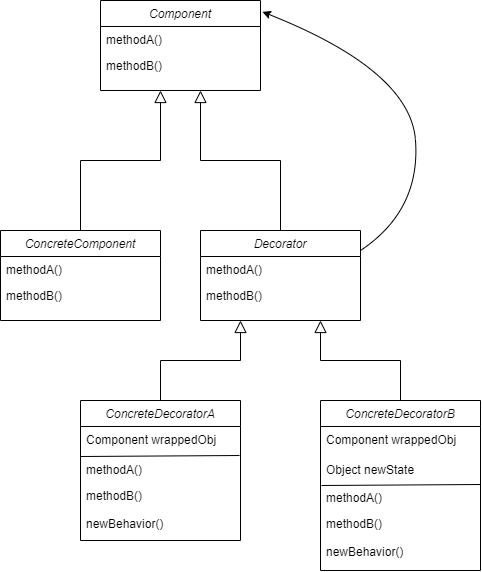 Component
methodA()
methodB()
ConcreteComponent
methodA()
methodB()
Decorator
methodA()
methodB()
ConcreteDecoratorA
Component wrappedObj
methodA()
methodB()
newBehavior()
ConcreteDecoratorB
Component wrappedObj
Object newState
methodA()
methodB()
newBehavior()